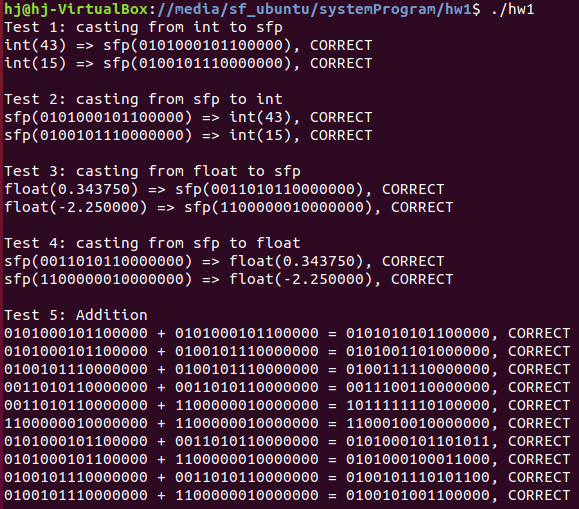 hj@hj-VirtualBox://media/sf_ubuntu/systemProgram/hw1$ ./hw1
Test 1: casting from int to sfp
int(43) => sfp(0101000101100000), CORRECT
int(15) => sfp(0100101110000000), CORRECT
Test 2: casting from sfp to int
sfp(0101000101100000) => int(43), CORRECT
sfp(0100101110000000) => int(15), CORRECT
Test 3: casting from float to sfp
float(0.343750) => sfp(0011010110000000), CORRECT
float(-2.250000) => sfp(1100000010000000), CORRECT
Test 4: casting from sfp to float
sfp(0011010110000000) => float(0.343750), CORRECT
sfp(1100000010000000) => float(-2.250000), CORRECT
Test 5: Addition
0101000101100000 + 0101000101100000 = 0101010101100000, CORRECT
0101000101100000 + 0100101110000000 = 0101001101000000, CORRECT
0100101110000000 + 0100101110000000 = 0100111110000000, CORRECT
0011010110000000 + 0011010110000000 = 0011100110000000, CORRECT
0011010110000000 + 1100000010000000 = 1011111110100000, CORRECT
1100000010000000 + 1100000010000000 = 1100010010000000, CORRECT
0101000101100000 + 0011010110000000 = 0101000101101011, CORRECT
0101000101100000 + 1100000010000000 = 0101000100011000, CORRECT
0100101110000000 + 0011010110000000 = 0100101110101100, CORRECT
0100101110000000 + 1100000010000000 = 0100101001100000, CORRECT